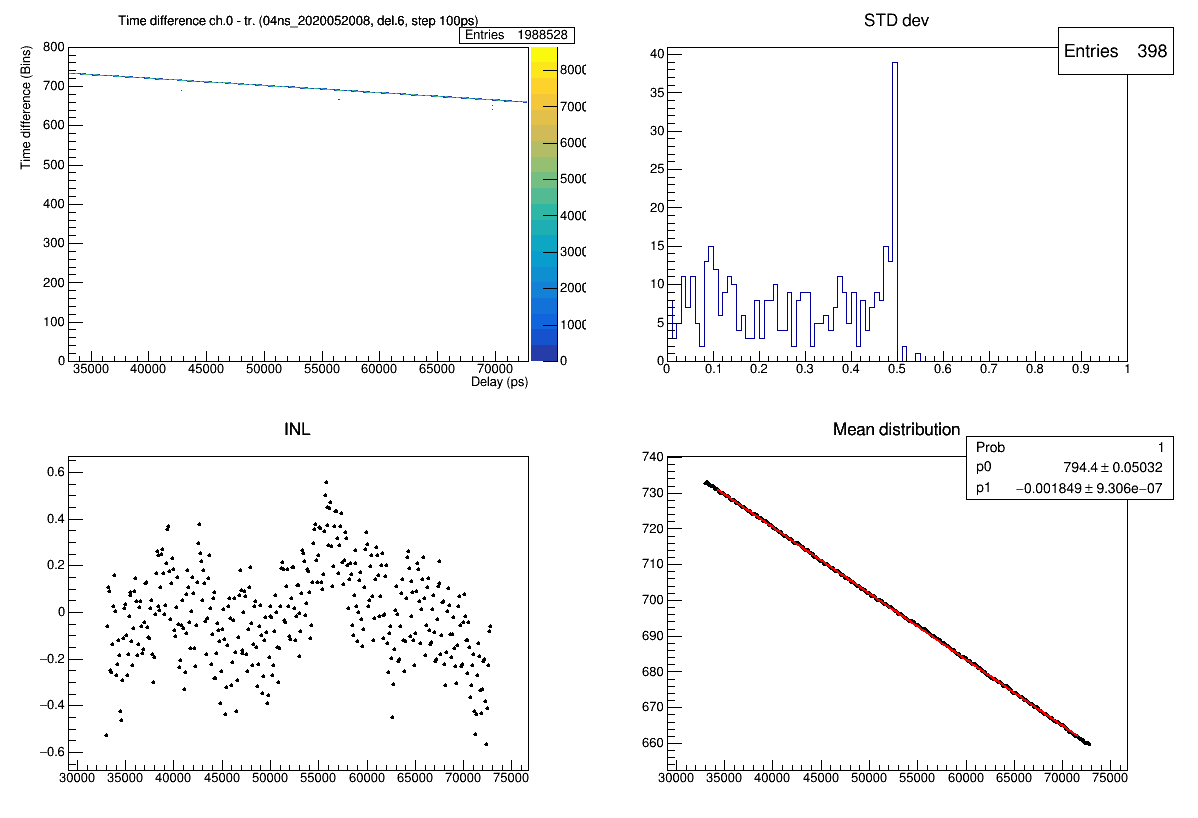 Time difference ch.0 - tr. (04ns_2020052008, del.6, step 100ps)
Entries 1988528
Time difference (Bins)
800
700
600
500
400
300
200
100
0
35000 40000 45000 50000 55000 60000 65000 70000
Delay (ps)
8000
7000
6000
5000
4000
3000
2000
1000
0
STD dev
Entries 398
40
35
30
25
20
15
10
5
0
0 0.1 0.2 0.3 0.4 0.5 0.6 0.7 0.8 0.9 1
INL
0.6
0.4
0.2
0
−0.2
−0.4
−0.6
30000 35000 40000 45000 50000 55000 60000 65000 70000
Mean distribution
Prob 1
p0 794.4 ± 0.05032
p1 −0.001849 ± 9.306e−07
740
730
720
710
700
690
680
670
660
30000 35000 40000 45000 50000 55000 60000 65000 70000 75000